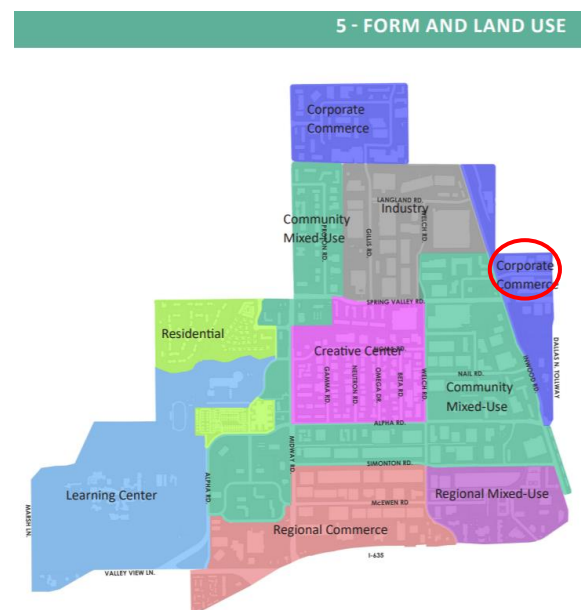 5 - FORM AND LAND USE
Corporate
Commerce
LANGLAND RD.
Industry
WELCH RD.
Community
Mixed-Use
PRESTON RD.
GILLIS RD.
Corporate
Commerce
SPRING VALLEY RD.
Residential
Creative Center
GAMMA RD.
NEUTRON RD.
OMEGA DR.
BETA RD.
WELCH RD.
NAIL RD.
INWOOD RD.
DALLAS N. TOLLWAY
Community
Mixed-Use
ALPHA RD.
MIDWAY RD.
SIMONTON RD.
Learning Center
ALPHA RD.
Regional Mixed-Use
McEWEN RD
MARSH LN.
Regional Commerce
I-635
VALLEY VIEW LN.